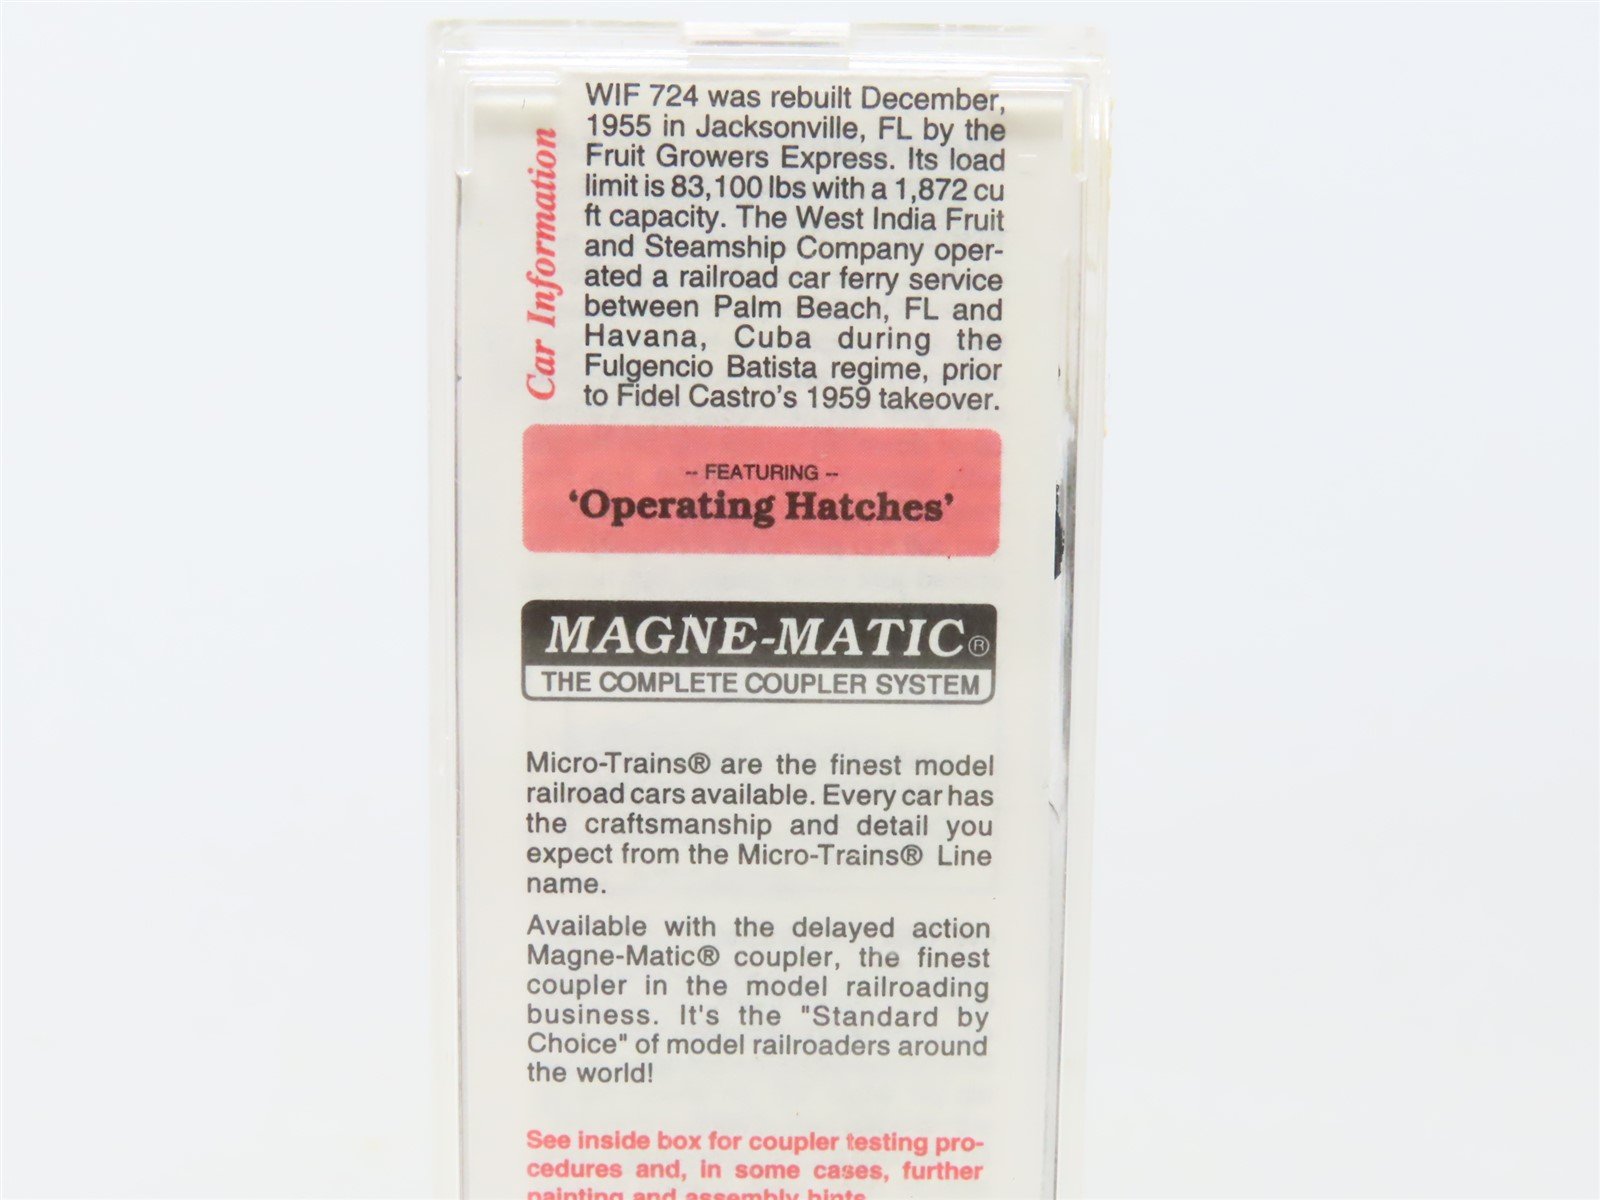 Car Information
WIF 724 was rebuilt December,
1955 in Jacksonville, FL by the
Fruit Growers Express. Its load
limit is 83,100 lbs with a 1,872 cu
ft capacity. The West India Fruit
and Steamship Company oper-
ated a railroad car ferry service
between Palm Beach, FL and
Havana, Cuba during the
Fulgencio Batista regime, prior
to Fidel Castro's 1959 takeover.
-- FEATURING --
'Operating Hatches'
MAGNE-MATIC®
THE COMPLETE COUPLER SYSTEM
Micro-Trains® are the finest model
railroad cars available. Every car has
the craftsmanship and detail you
expect from the Micro-Trains® Line
name.
Available with the delayed action
Magne-Matic® coupler, the finest
coupler in the model railroading
business. It's the "Standard by
Choice" of model railroaders around
the world!
See inside box for coupler testing pro-
cedures and, in some cases, further
painting and assembly hints.